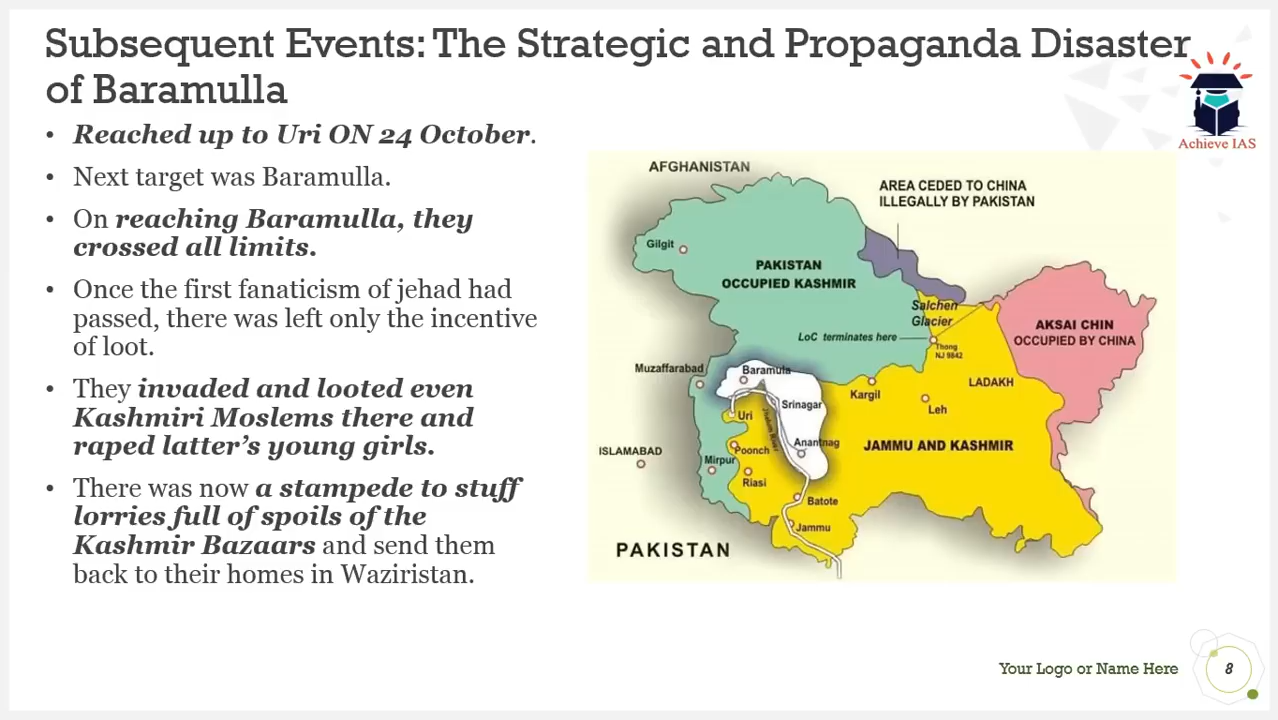 Subsequent Events: The Strategic and Propaganda Disaster
of Baramulla
Achieve IAS
• Reached up to Uri ON 24 October.
• Next target was Baramulla.
• On reaching Baramulla, they
crossed all limits.
• Once the first fanaticism of jehad had
passed, there was left only the incentive
of loot.
• They invaded and looted even
Kashmiri Moslems there and
raped latter's young girls.
• There was now a stampede to stuff
lorries full of spoils of the
Kashmir Bazaars and send them
back to their homes in Waziristan.
AFGHANISTAN
AREA CEDED TO CHINA
ILLEGALLY BY PAKISTAN
Gilgit
PAKISTAN
OCCUPIED KASHMIR
Salchen
Glacier
AKSAI CHIN
OCCUPIED BY CHINA
LoC terminates here
Thong
NJ 9842
Muzaffarabad
Baramula
LADAKH
Kargil
Srinagar
Leh
Uri
Jhelum River
Anantnag
JAMMU AND KASHMIR
ISLAMABAD
Poonch
Mirpur
Riasi
Batote
Jammu
PAKISTAN
Your Logo or Name Here
8